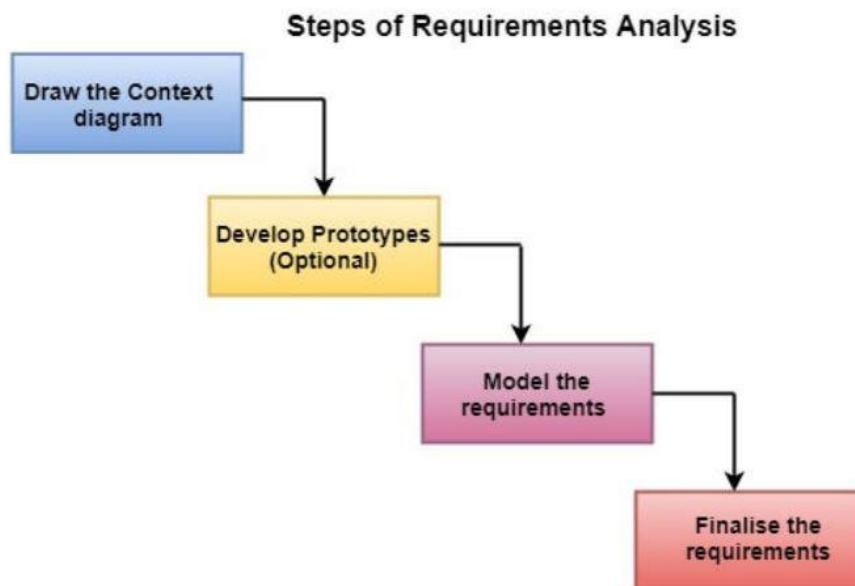 Steps of Requirements Analysis
Draw the Context
diagram
Develop Prototypes
(Optional)
Model the
requirements
Finalise the
requirements